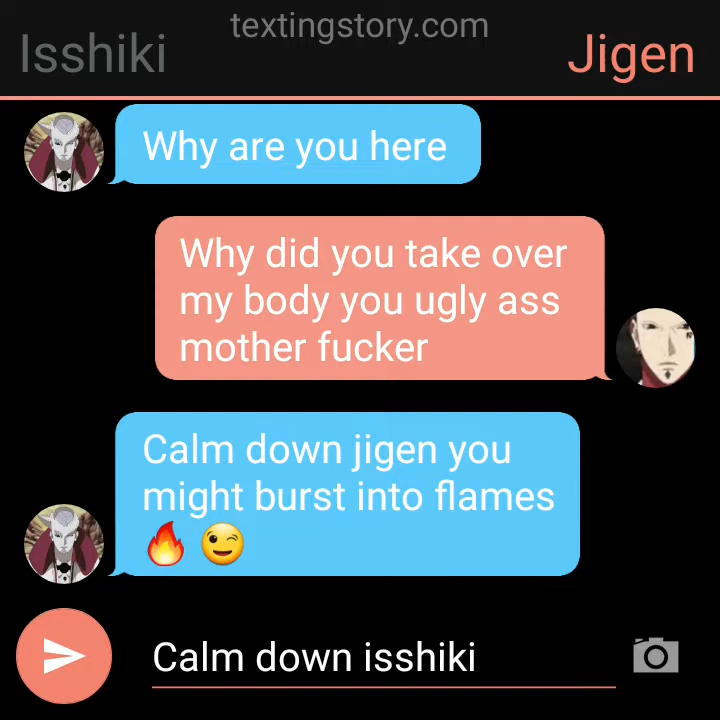 textingstory.com
Isshiki
Jigen
Why are you here
Why did you take over
my body you ugly ass
mother fucker
Calm down jigen you
might burst into flames
🔥 😉
Calm down isshiki